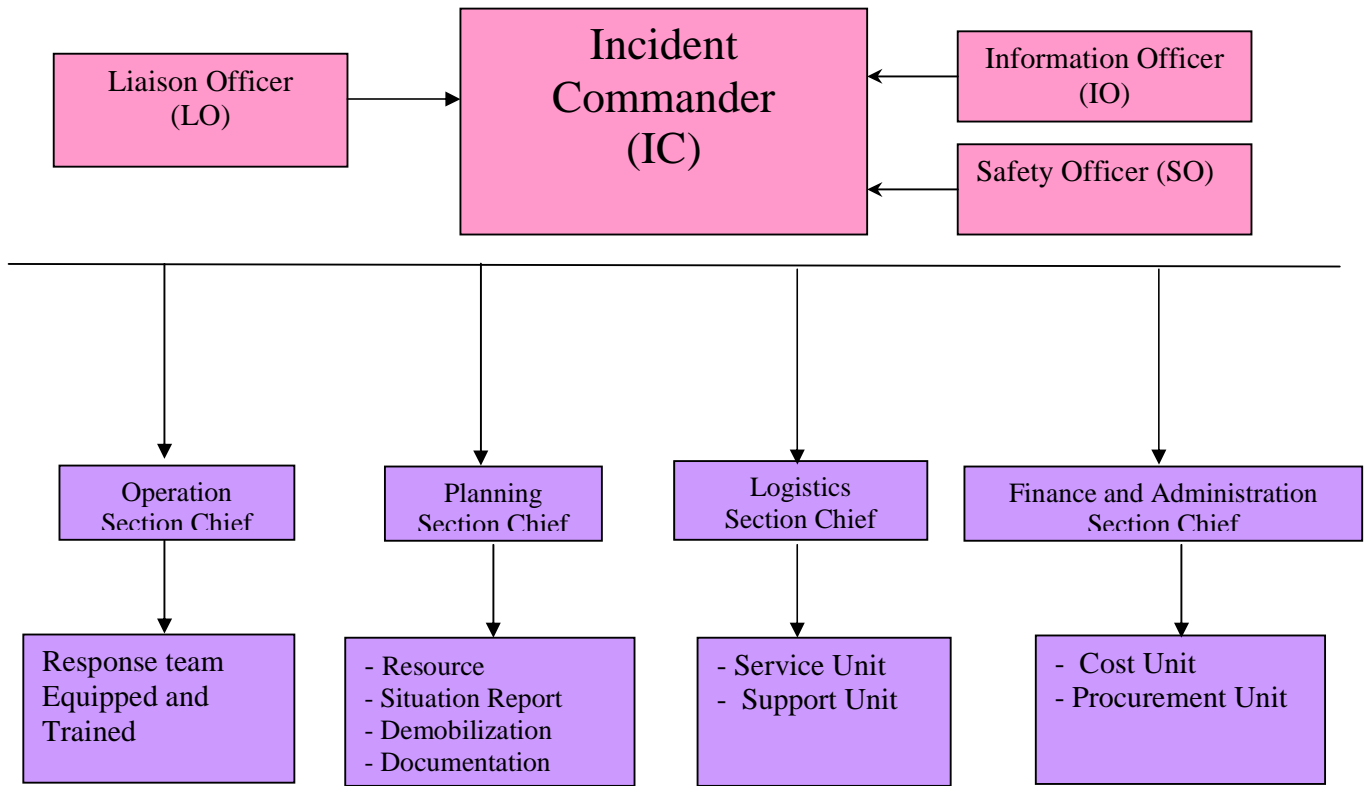 Incident
Commander
(IC)
Liaison Officer
(LO)
Information Officer
(IO)
Safety Officer (SO)
Operation
Section Chief
Planning
Section Chief
Logistics
Section Chief
Finance and Administration
Section Chief
Response team
Equipped and
Trained
- Resource
- Situation Report
- Demobilization
- Documentation
- Service Unit
- Support Unit
- Cost Unit
- Procurement Unit